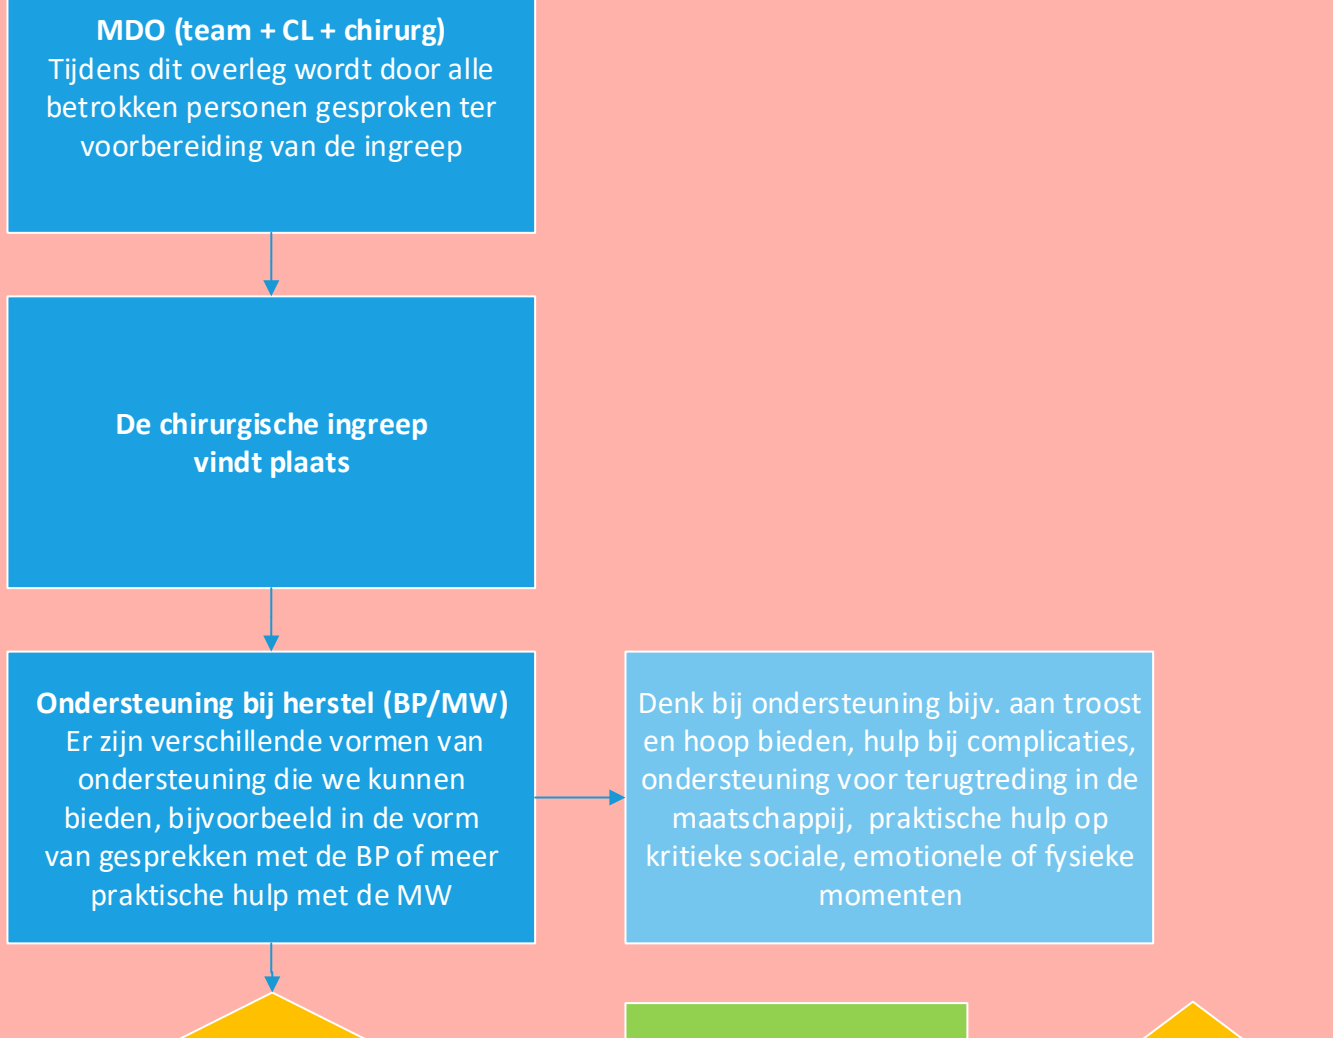 MDO (team + CL + chirurg)
Tijdens dit overleg wordt door alle
betrokken personen gesproken ter
voorbereiding van de ingreep
De chirurgische ingreep
vindt plaats
Ondersteuning bij herstel (BP/MW)
Er zijn verschillende vormen van
ondersteuning die we kunnen
bieden, bijvoorbeeld in de vorm
van gesprekken met de BP of meer
praktische hulp met de MW
Denk bij ondersteuning bijv. aan troost
en hoop bieden, hulp bij complicaties,
ondersteuning voor terugtreding in de
maatschappij, praktische hulp op
kritieke sociale, emotionele of fysieke
momenten